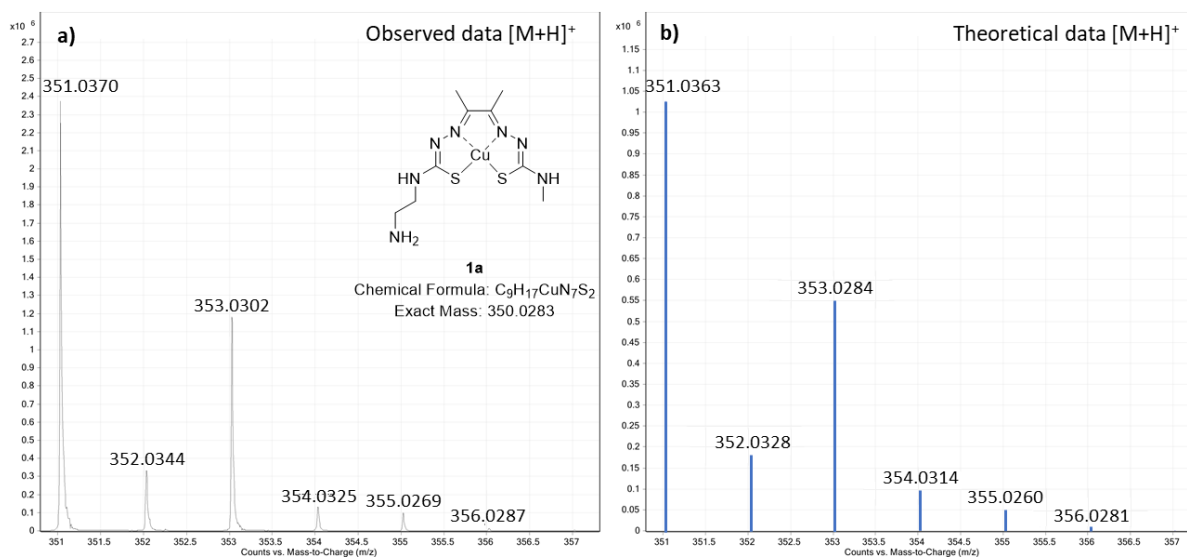 x10 6
a)
Observed data [M+H]+
2.7
2.6
2.5
2.4
2.3
2.2
2.1
2
1.9
1.8
1.7
1.6
1.5
1.4
1.3
1.2
1.1
1
0.9
0.8
0.7
0.6
0.5
0.4
0.3
0.2
0.1
0
351.0370
352.0344
353.0302
354.0325
355.0269
356.0287
N
N
N
N
Cu
HN
S
S
NH
NH2
1a
Chemical Formula: C9H17CuN7S2
Exact Mass: 350.0283
351 351.5 352 352.5 353 353.5 354 354.5 355 355.5 356 356.5 357
Counts vs. Mass-to-Charge (m/z)
x10 6
b)
Theoretical data [M+H]+
1.15
1.1
1.05
1
0.95
0.9
0.85
0.8
0.75
0.7
0.65
0.6
0.55
0.5
0.45
0.4
0.35
0.3
0.25
0.2
0.15
0.1
0.05
0
351.0363
352.0328
353.0284
354.0314
355.0260
356.0281
351 351.5 352 352.5 353 353.5 354 354.5 355 355.5 356 356.5 357
Counts vs. Mass-to-Charge (m/z)